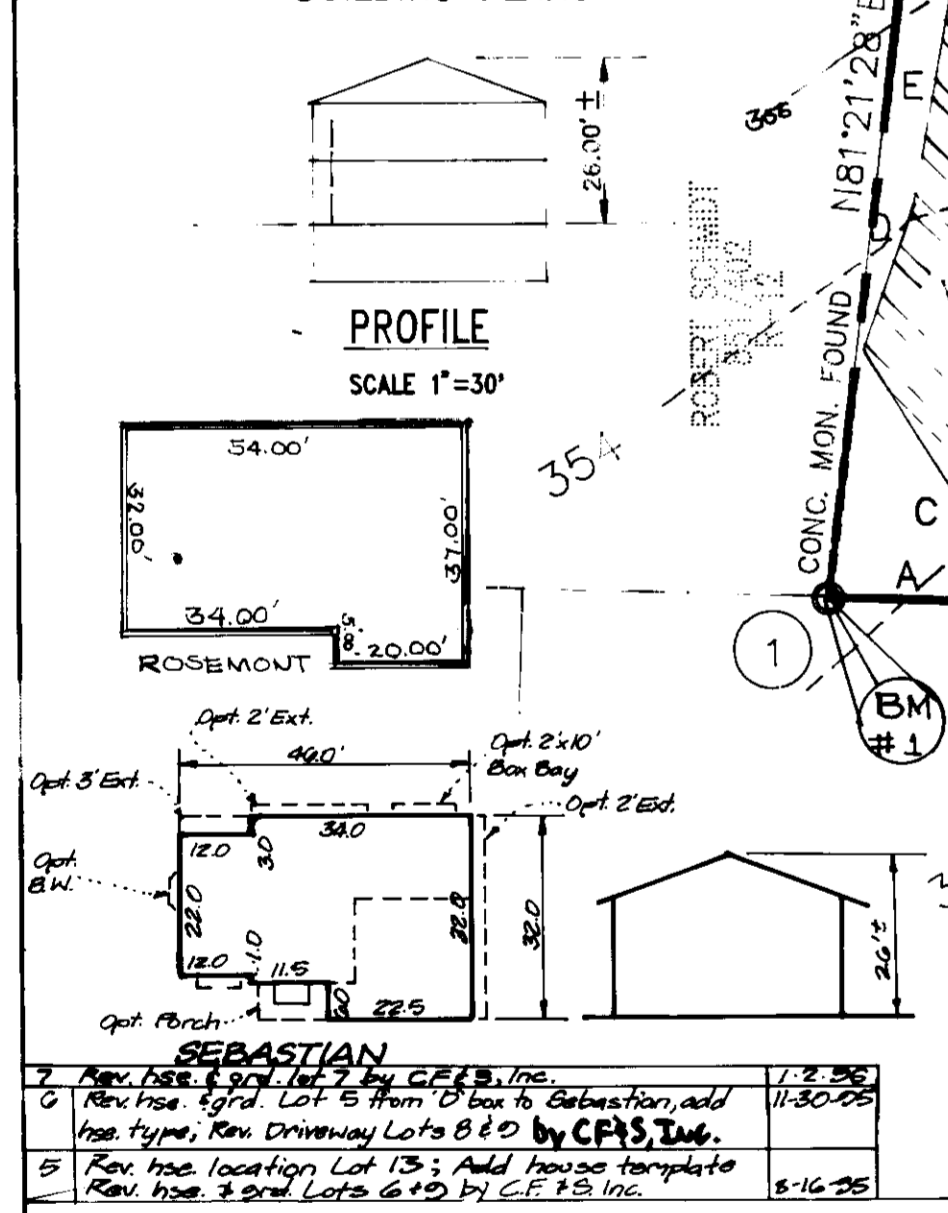 26.00' ±
PROFILE
SCALE 1"=30'
54.00'
32.00'
37.00'
34.00'
5.8'
20.00'
ROSEMONT
ROBERT SCHMIDT
R-12
354
CONC. MON. FOUND N81°21'28"E
E
D
C
A
1
BM
#1
Opt. 2' Ext.
46.0'
Opt. 2'x10'
Box Bay
Opt. 3' Ext.
Opt. 2' Ext.
34.0
12.0
3.0
Opt.
B.W.
22.0
32.0
32.0
26'±
12.0
1.0
11.5
6.0
22.5
Opt. Porch
SEBASTIAN
7 Rev. hse. & grd. lot 7 by CF&S, Inc. 1-2-96
6 Rev. hse. & grd. Lot 5 from 'D' box to Sebastian, add 11-30-95
hse. type; Rev. Driveway Lots 8 & 9 by CF&S, Inc.
5 Rev. hse. location Lot 13; Add house template
Rev. hse. & grd. Lots 6 & 9 by C.F. & S. Inc. 8-16-95